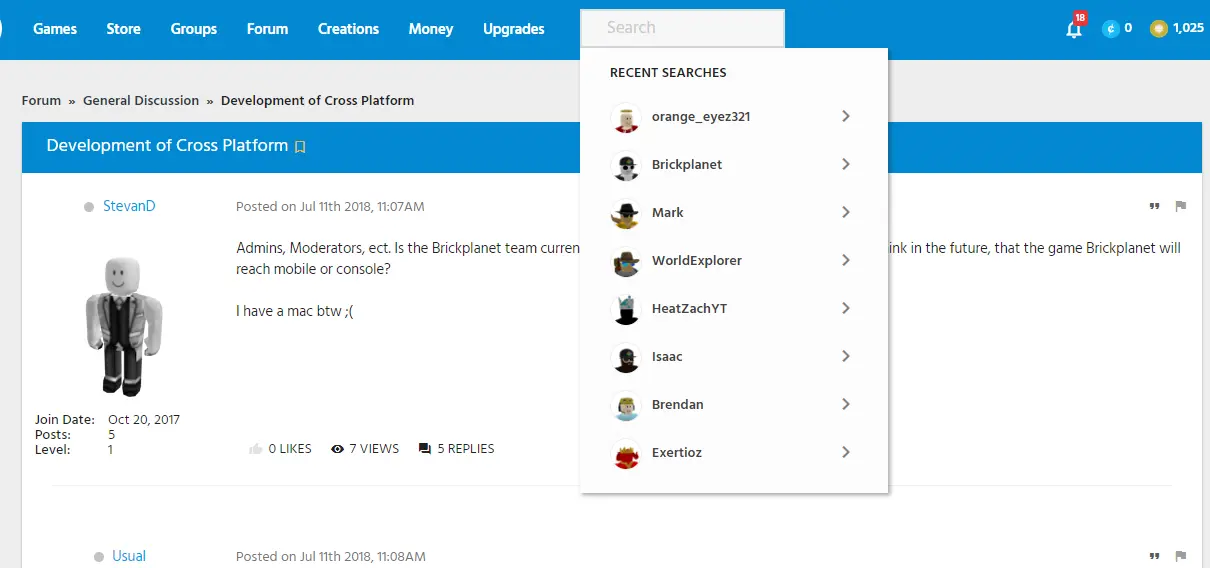 Games Store Groups Forum Creations Money Upgrades Search 18 ¢ 0 1,025
RECENT SEARCHES
orange_eyez321
Brickplanet
Mark
WorldExplorer
HeatZachYT
Isaac
Brendan
Exertioz
Forum » General Discussion » Development of Cross Platform
Development of Cross Platform
StevanD Posted on Jul 11th 2018, 11:07AM
Admins, Moderators, ect. Is the Brickplanet team curren ink in the future, that the game Brickplanet will
reach mobile or console?
I have a mac btw ;(
Join Date: Oct 20, 2017
Posts: 5
Level: 1
0 LIKES 7 VIEWS 5 REPLIES
Usual Posted on Jul 11th 2018, 11:08AM